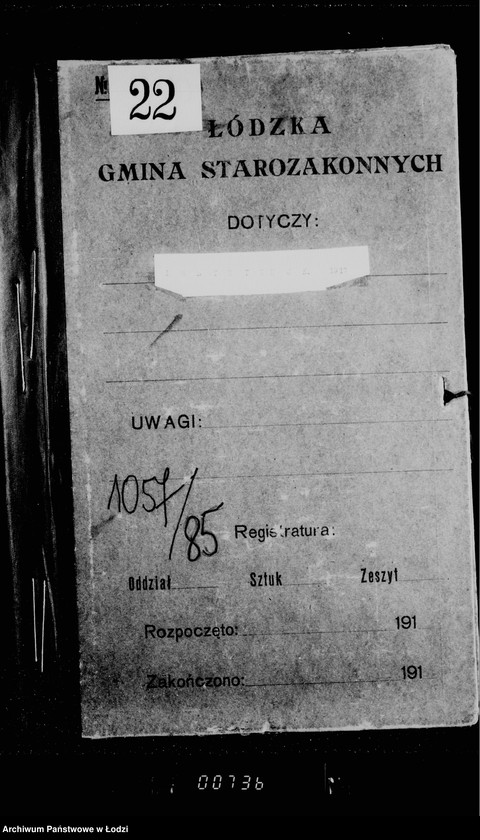 №
22
ŁÓDZKA
GMINA STAROZAKONNYCH
DOTYCZY:
UWAGI:
1057/85
Registratura:
Oddział Sztuk Zeszyt
Rozpoczęto: 191
Zakończono: 191
00736
Archiwum Państwowe w Łodzi